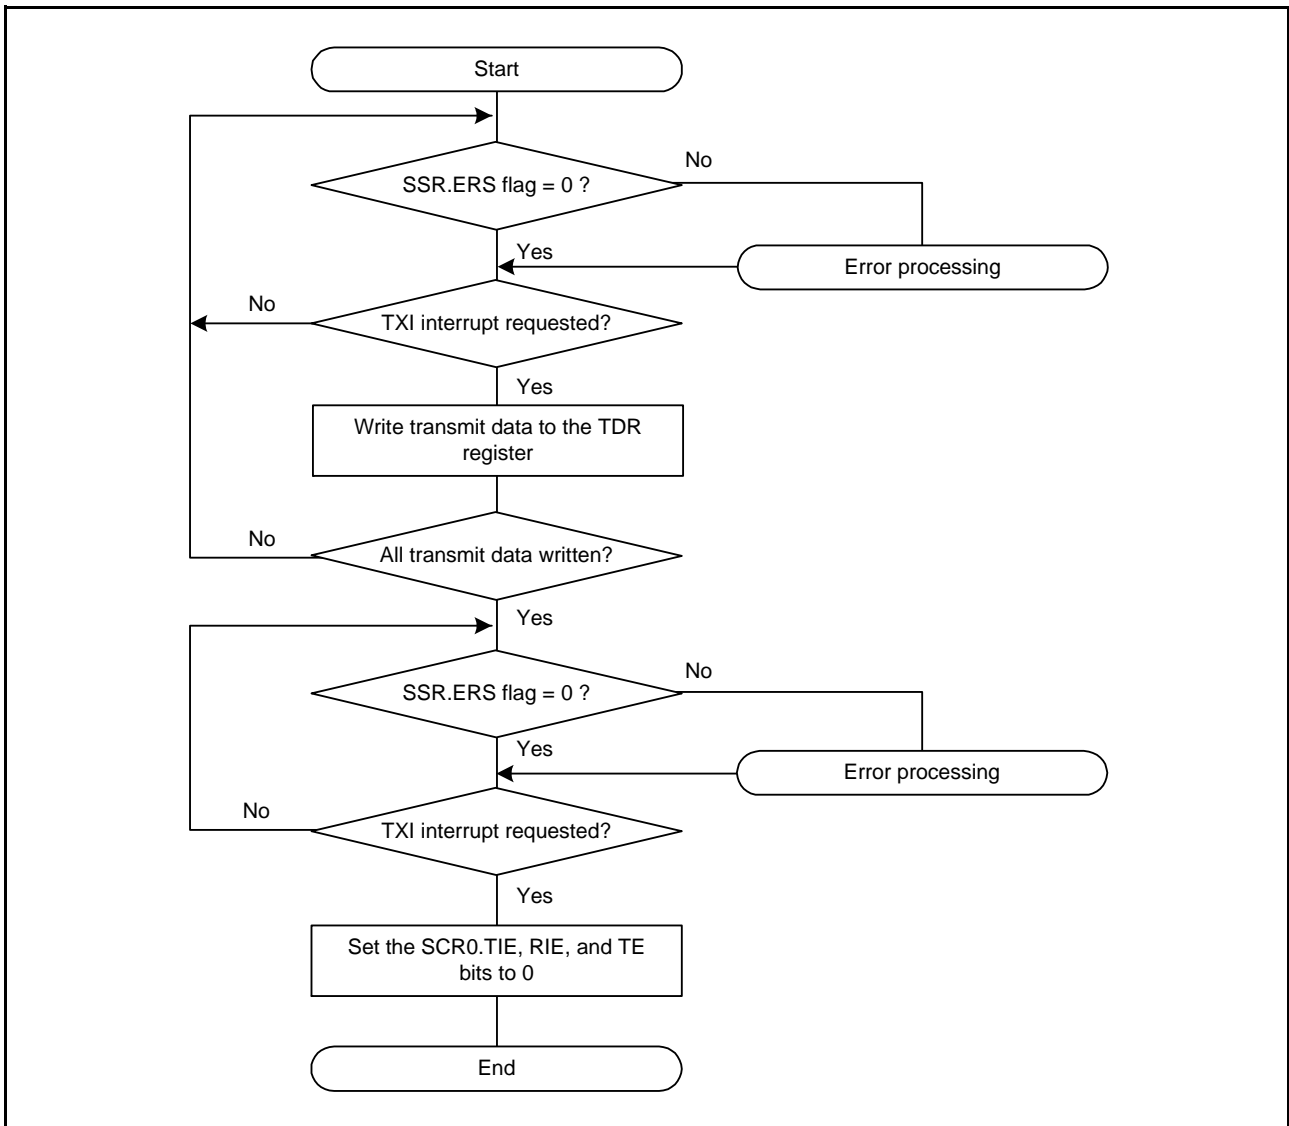 Start
No
SSR.ERS flag = 0 ?
Yes
Error processing
No
TXI interrupt requested?
Yes
Write transmit data to the TDR
register
No
All transmit data written?
Yes
No
SSR.ERS flag = 0 ?
Yes
Error processing
No
TXI interrupt requested?
Yes
Set the SCR0.TIE, RIE, and TE
bits to 0
End